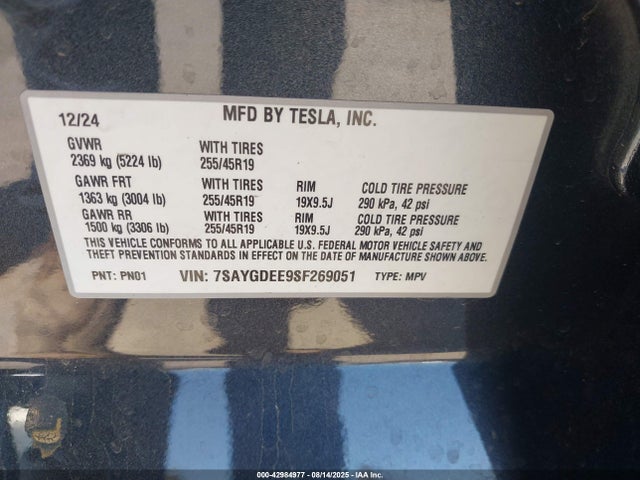 12/24 MFD BY TESLA, INC.
GVWR WITH TIRES
2369 kg (5224 lb) 255/45R19
GAWR FRT WITH TIRES RIM COLD TIRE PRESSURE
1363 kg (3004 lb) 255/45R19 19X9.5J 290 kPa, 42 psi
GAWR RR WITH TIRES RIM COLD TIRE PRESSURE
1500 kg (3306 lb) 255/45R19 19X9.5J 290 kPa, 42 psi
THIS VEHICLE CONFORMS TO ALL APPLICABLE U.S. FEDERAL MOTOR VEHICLE SAFETY AND
THEFT PREVENTION STANDARDS IN EFFECT ON THE DATE OF MANUFACTURE SHOWN ABOVE.
PNT: PN01 VIN: 7SAYGDEE9SF269051 TYPE: MPV
000-42984977 - 08/14/2025 - IAA Inc.